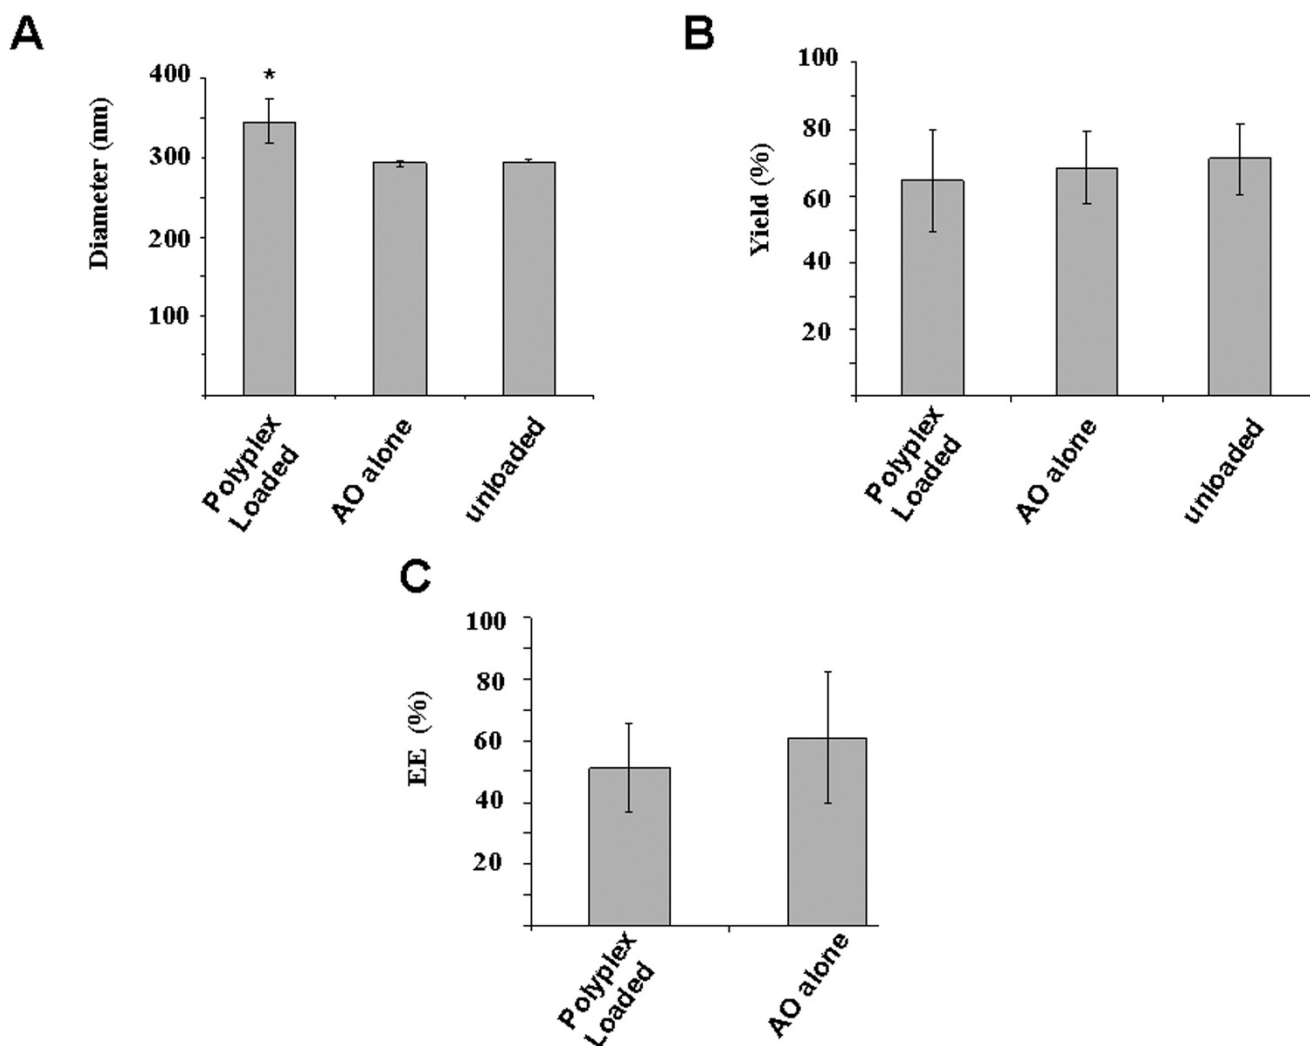 A
400
300
200
100
Diameter (nm)
*
Polyplex
Loaded
AO alone
unloaded
B
100
80
60
40
20
Yield (%)
Polyplex
Loaded
AO alone
unloaded
C
100
80
60
40
20
EE (%)
Polyplex
Loaded
AO alone